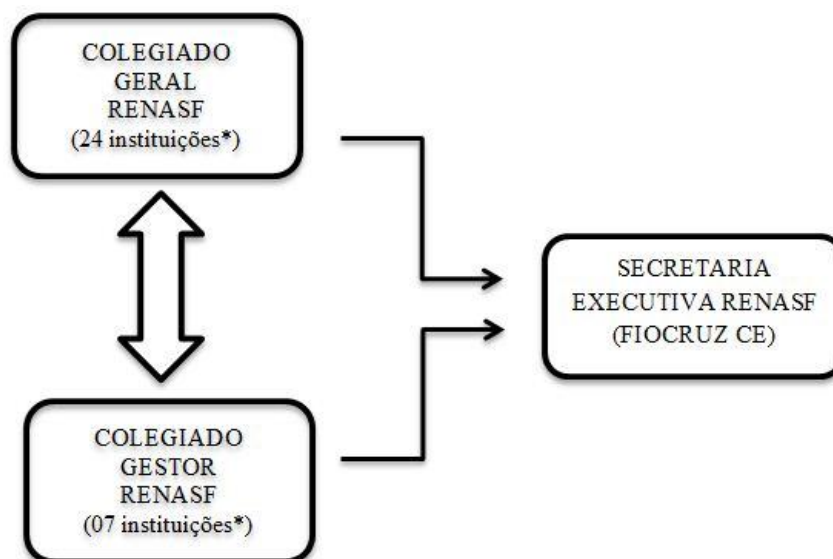 COLEGIADO
GERAL
RENASF
(24 instituições*)
SECRETARIA
EXECUTIVA RENASF
(FIOCRUZ CE)
COLEGIADO
GESTOR
RENASF
(07 instituições*)